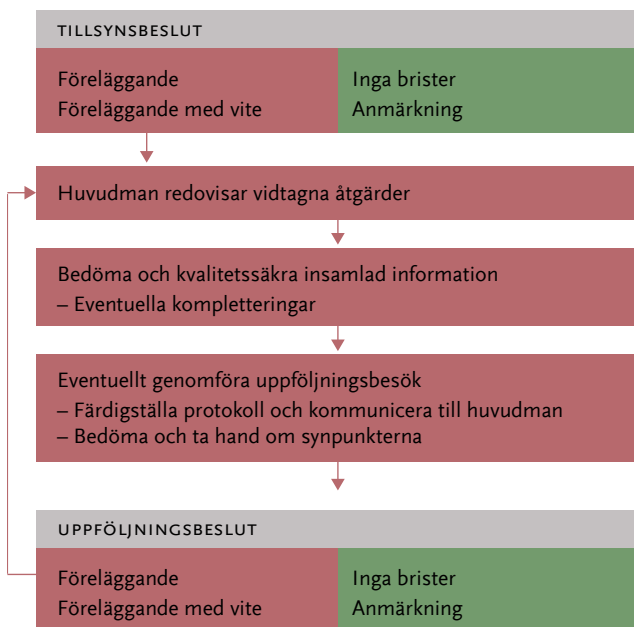 TILLSYNSBESLUT
Föreläggande
Föreläggande med vite
Inga brister
Anmärkning
Huvudman redovisar vidtagna åtgärder
Bedöma och kvalitetssäkra insamlad information
– Eventuella kompletteringar
Eventuellt genomföra uppföljningsbesök
– Färdigställa protokoll och kommunicera till huvudman
– Bedöma och ta hand om synpunkterna
UPPFÖLJNINGSBESLUT
Föreläggande
Föreläggande med vite
Inga brister
Anmärkning